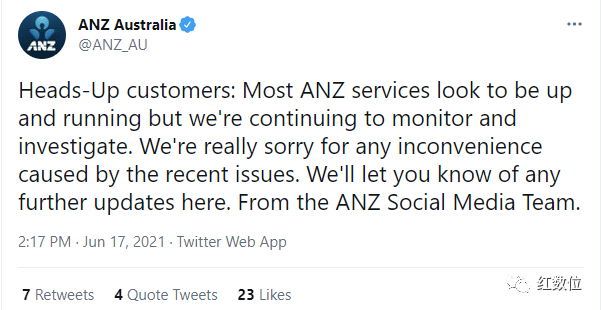 ANZ
ANZ Australia
@ANZ_AU
Heads-Up customers: Most ANZ services look to be up
and running but we're continuing to monitor and
investigate. We're really sorry for any inconvenience
caused by the recent issues. We'll let you know of any
further updates here. From the ANZ Social Media Team.
2:17 PM · Jun 17, 2021 · Twitter Web App
7 Retweets 4 Quote Tweets 23 Likes
红数位